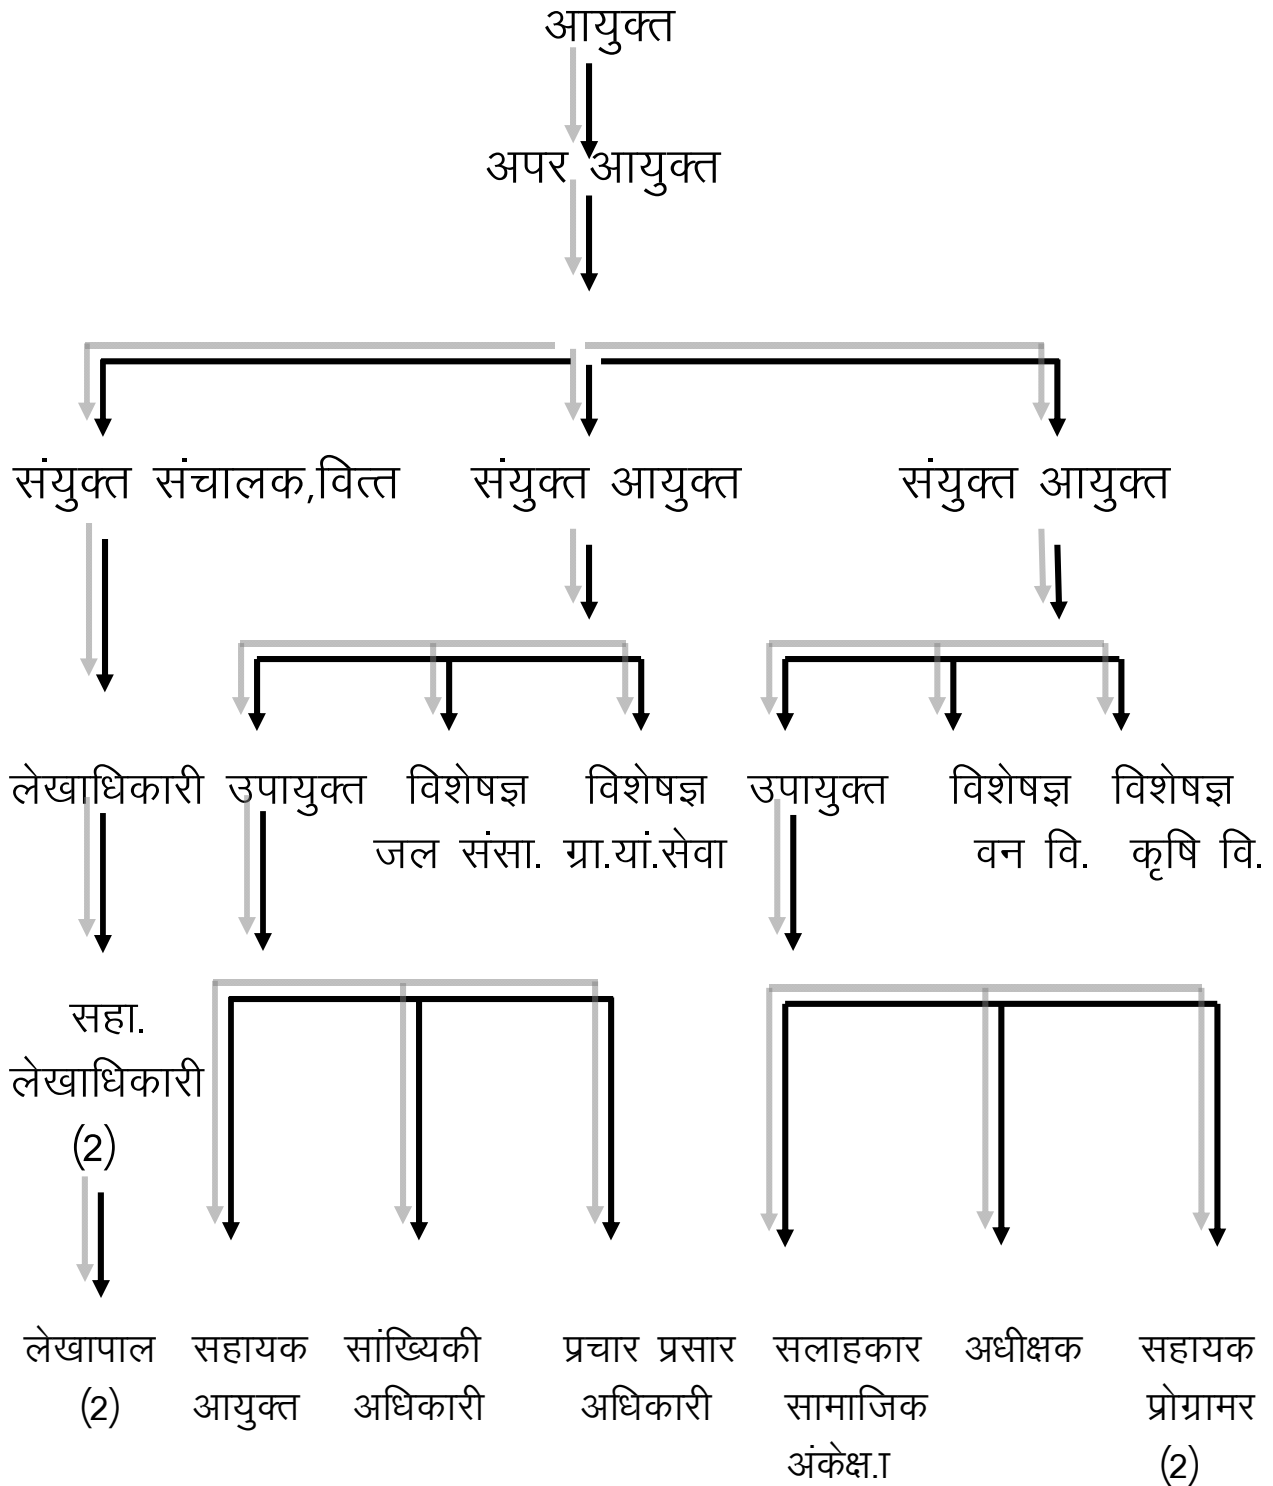 आयुक्त
अपर आयुक्त
संयुक्त संचालक,वित्त संयुक्त आयुक्त संयुक्त आयुक्त
लेखाधिकारी उपायुक्त विशेषज्ञ विशेषज्ञ उपायुक्त विशेषज्ञ विशेषज्ञ
जल संसा. ग्रा.यां.सेवा वन वि. कृषि वि.
सहा.
लेखाधिकारी
(2)
लेखापाल सहायक सांख्यिकी प्रचार प्रसार सलाहकार अधीक्षक सहायक
(2) आयुक्त अधिकारी अधिकारी सामाजिक प्रोग्रामर
अंकेक्ष.ा (2)